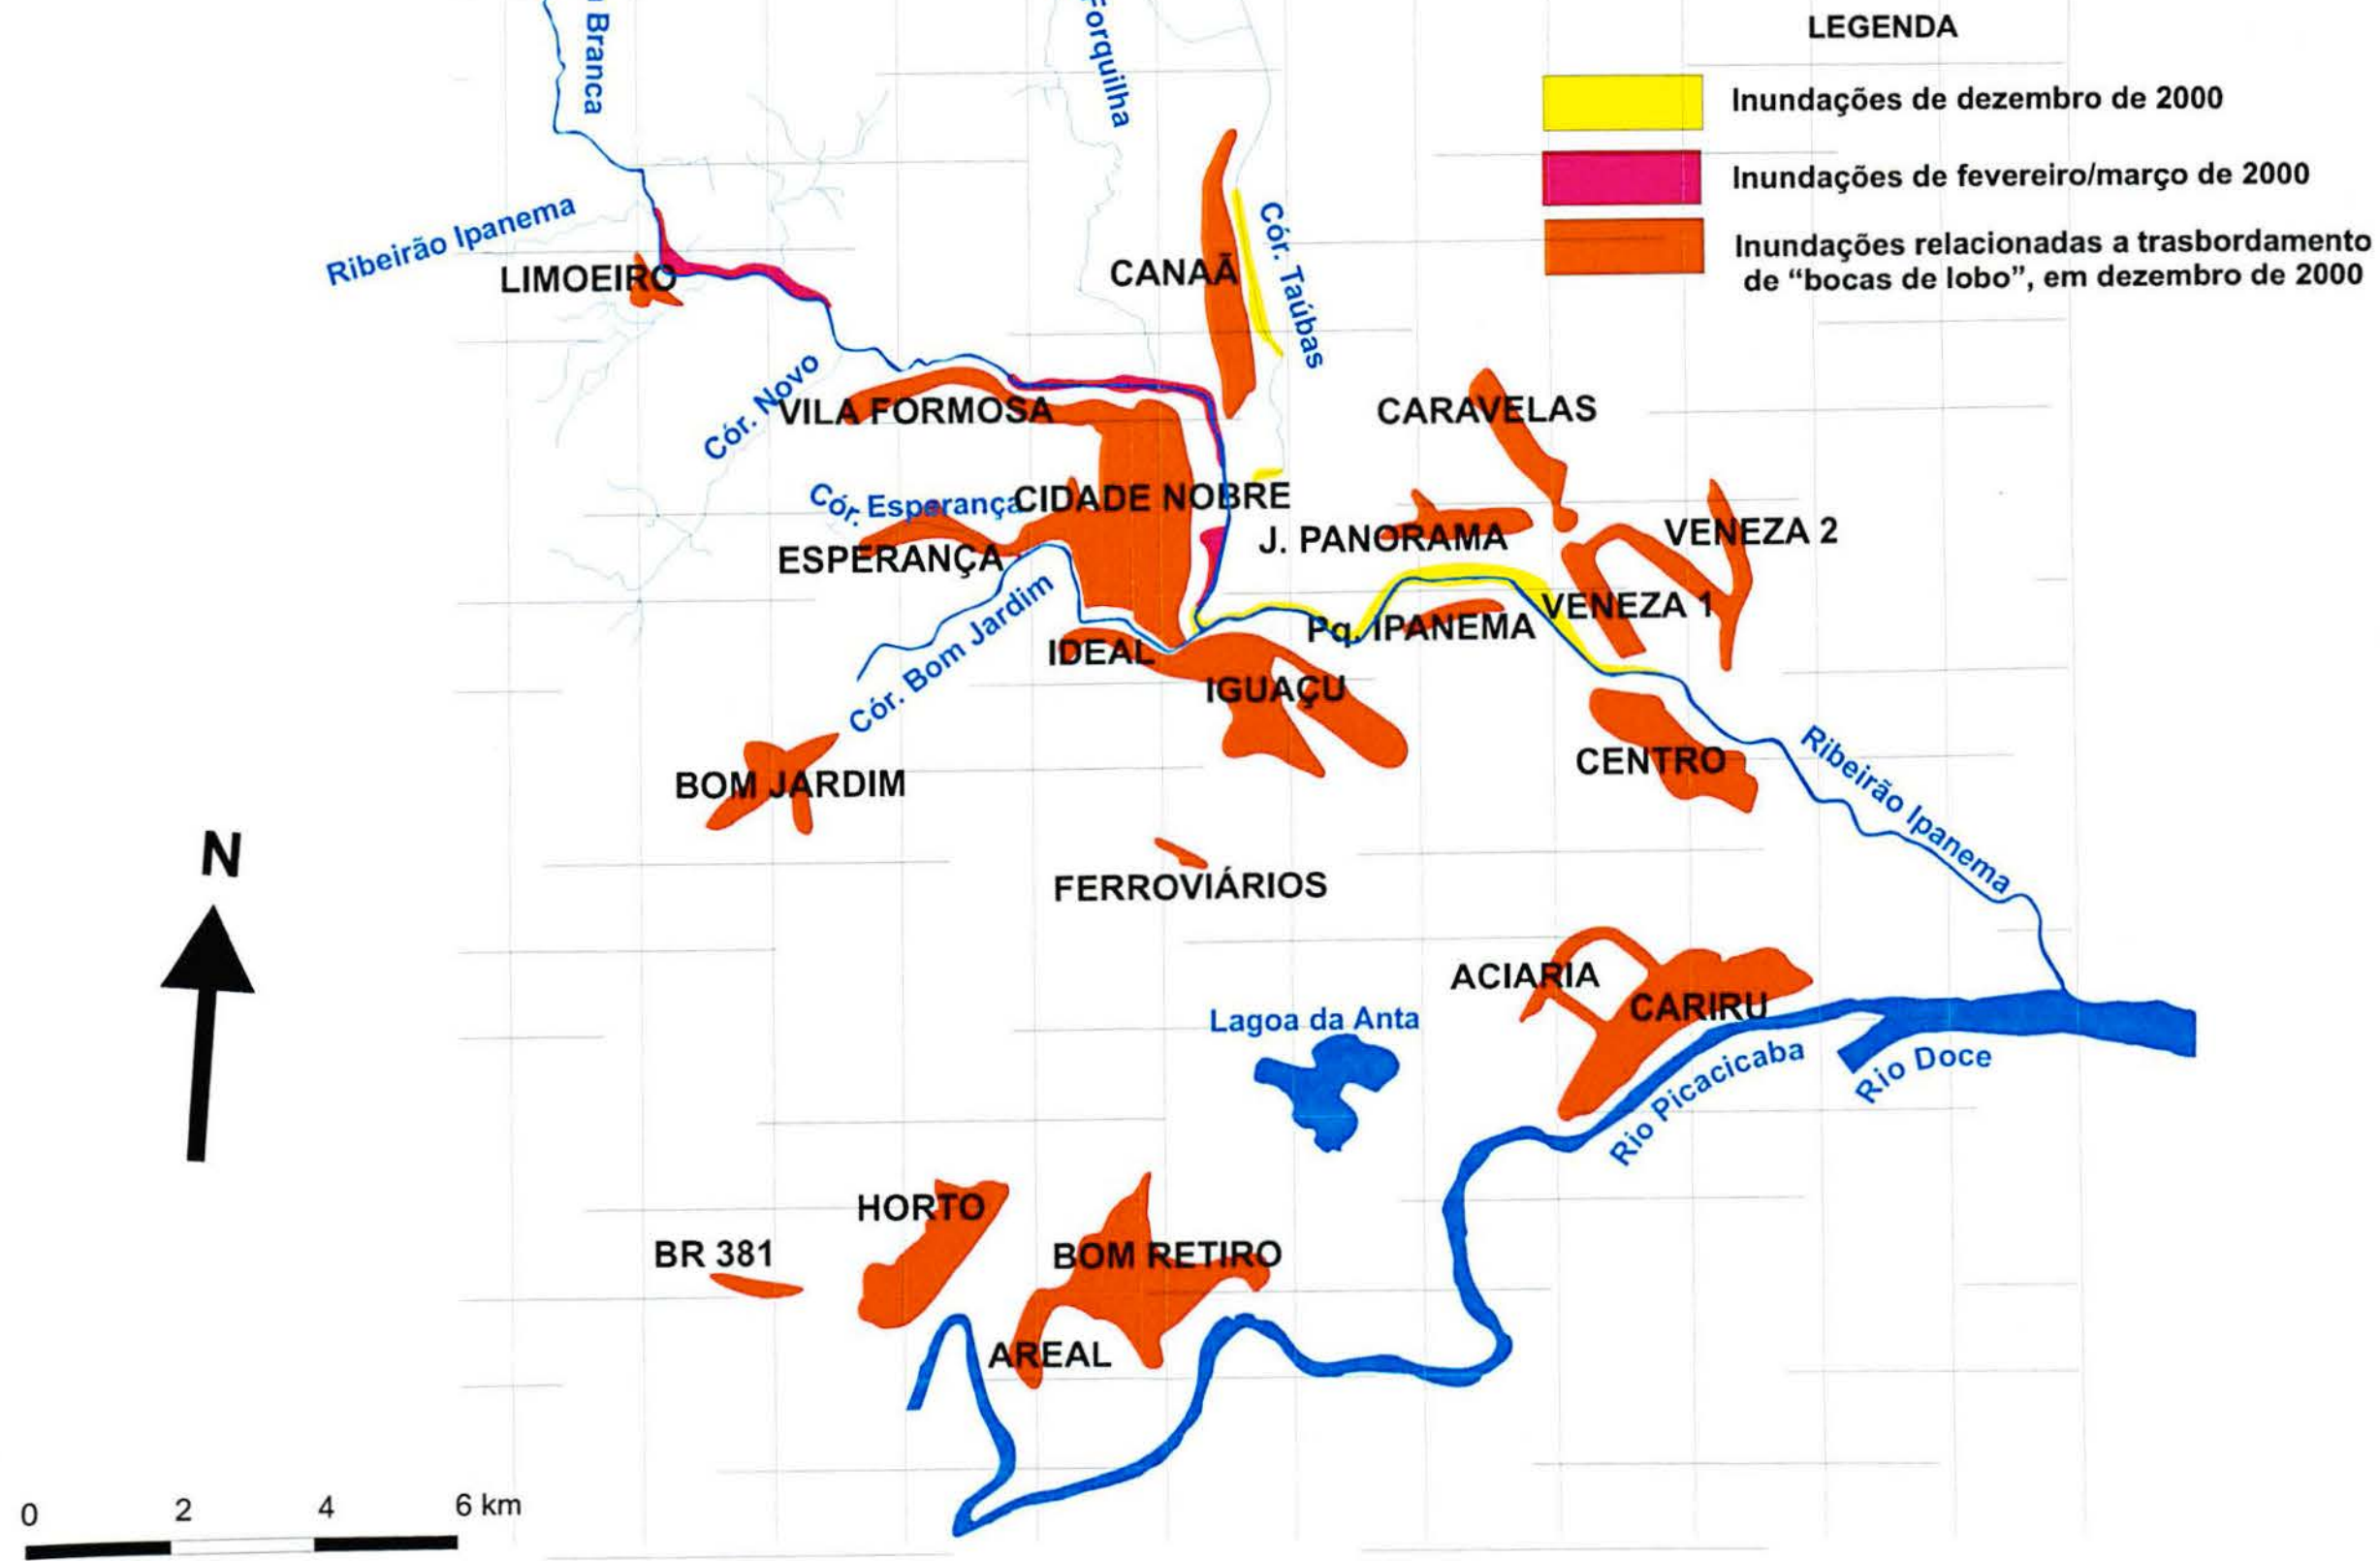 Branca
Forquilha
LEGENDA
Inundações de dezembro de 2000
Inundações de fevereiro/março de 2000
Inundações relacionadas a trasbordamento
de “bocas de lobo”, em dezembro de 2000
Ribeirão Ipanema
LIMOEIRO
CANAÃ
Cór. Taúbas
Cór. Novo
VILA FORMOSA
CARAVELAS
Cór. Esperança
CIDADE NOBRE
ESPERANÇA
J. PANORAMA
VENEZA 2
VENEZA 1
Pq. IPANEMA
Cór. Bom Jardim
IDEAL
IGUAÇU
BOM JARDIM
CENTRO
Ribeirão Ipanema
N
FERROVIÁRIOS
ACIARIA
CARIRU
Lagoa da Anta
Rio Picacicaba
Rio Doce
HORTO
BR 381
BOM RETIRO
AREAL
0 2 4 6 km